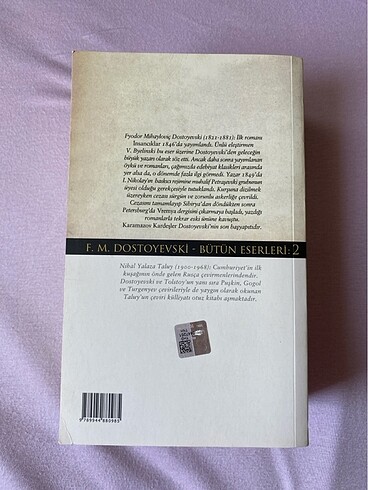 Fyodor Mihayloviç Dostoyevski (1821-1881): İlk romanı
İnsancıklar 1846'da yayımlandı. Ünlü eleştirmen
V. Byelinski bu eser üzerine Dostoyevski'den geleceğin
büyük yazarı olarak söz etti. Ancak daha sonra yayımlanan
öykü ve romanları, çağımızda edebiyat klasikleri arasında
yer alsa da, o dönemde fazla ilgi görmedi. Yazar 1849'da
I. Nikolay'ın baskıcı rejimine muhalif Petraşevski grubunun
üyesi olduğu gerekçesiyle tutuklandı. Kurşuna dizilmek
üzereyken cezası sürgün ve zorunlu askerliğe çevrildi.
Cezasını tamamlayıp Sibirya'dan döndükten sonra
Petersburg'da Vremya dergisini çıkarmaya başladı, yazdığı
romanlarla tekrar eski ününe kavuştu.
Karamazov Kardeşler Dostoyevski'nin son başyapıtıdır.
F. M. DOSTOYEVSKİ - BÜTÜN ESERLERİ: 2
Nihal Yalaza Taluy (1900-1968): Cumhuriyet'in ilk
kuşağının önde gelen Rusça çevirmenlerindendir.
Dostoyevski ve Tolstoy'un yanı sıra Puşkin, Gogol
ve Turgenyev çevirileriyle de yaygın olarak okunan
Taluy'un çeviri külliyatı otuz kitabı aşmaktadır.